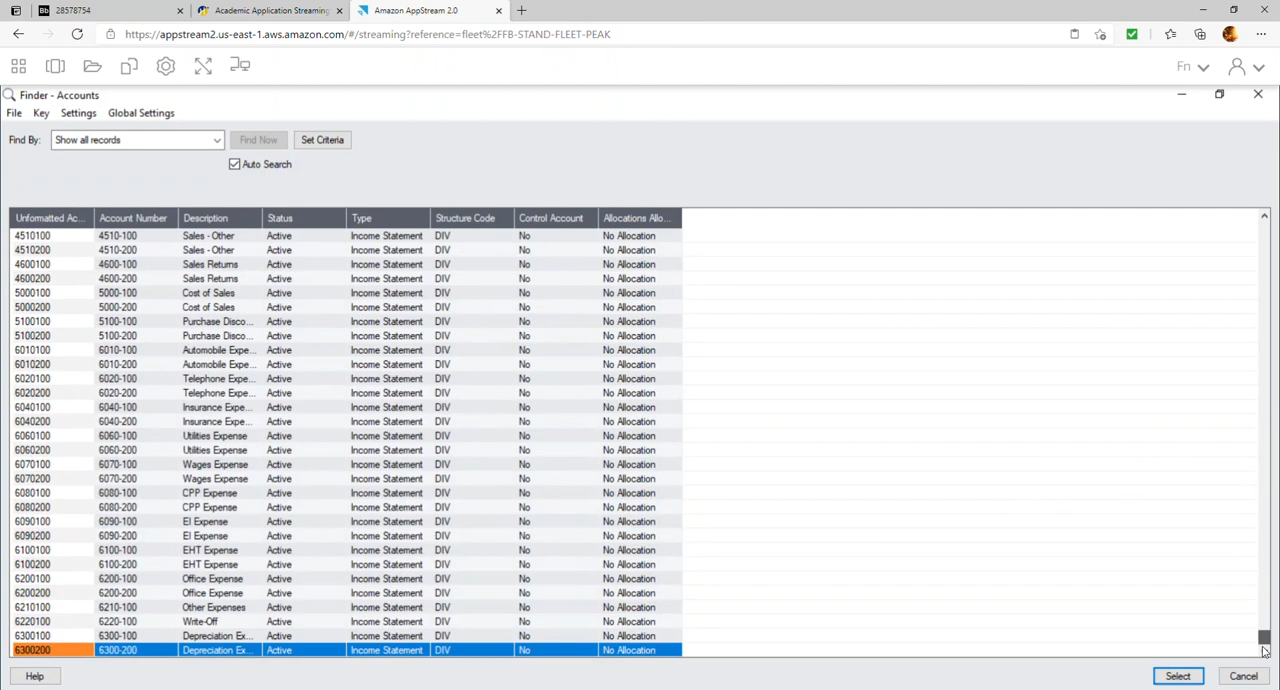 28578754 Academic Application Streaming Amazon AppStream 2.0
https://appstream2.us-east-1.aws.amazon.com/#/streaming?reference=fleet%2FFB-STAND-FLEET-PEAK
Fn
Finder - Accounts
File Key Settings Global Settings
Find By: Show all records Find Now Set Criteria
Auto Search
Unformatted Ac... Account Number Description Status Type Structure Code Control Account Allocations Allo...
4510100 4510-100 Sales - Other Active Income Statement DIV No No Allocation
4510200 4510-200 Sales - Other Active Income Statement DIV No No Allocation
4600100 4600-100 Sales Returns Active Income Statement DIV No No Allocation
4600200 4600-200 Sales Returns Active Income Statement DIV No No Allocation
5000100 5000-100 Cost of Sales Active Income Statement DIV No No Allocation
5000200 5000-200 Cost of Sales Active Income Statement DIV No No Allocation
5100100 5100-100 Purchase Disco... Active Income Statement DIV No No Allocation
5100200 5100-200 Purchase Disco... Active Income Statement DIV No No Allocation
6010100 6010-100 Automobile Expe... Active Income Statement DIV No No Allocation
6010200 6010-200 Automobile Expe... Active Income Statement DIV No No Allocation
6020100 6020-100 Telephone Expe... Active Income Statement DIV No No Allocation
6020200 6020-200 Telephone Expe... Active Income Statement DIV No No Allocation
6040100 6040-100 Insurance Expe... Active Income Statement DIV No No Allocation
6040200 6040-200 Insurance Expe... Active Income Statement DIV No No Allocation
6060100 6060-100 Utilities Expense Active Income Statement DIV No No Allocation
6060200 6060-200 Utilities Expense Active Income Statement DIV No No Allocation
6070100 6070-100 Wages Expense Active Income Statement DIV No No Allocation
6070200 6070-200 Wages Expense Active Income Statement DIV No No Allocation
6080100 6080-100 CPP Expense Active Income Statement DIV No No Allocation
6080200 6080-200 CPP Expense Active Income Statement DIV No No Allocation
6090100 6090-100 EI Expense Active Income Statement DIV No No Allocation
6090200 6090-200 EI Expense Active Income Statement DIV No No Allocation
6100100 6100-100 EHT Expense Active Income Statement DIV No No Allocation
6100200 6100-200 EHT Expense Active Income Statement DIV No No Allocation
6200100 6200-100 Office Expense Active Income Statement DIV No No Allocation
6200200 6200-200 Office Expense Active Income Statement DIV No No Allocation
6210100 6210-100 Other Expenses Active Income Statement DIV No No Allocation
6220100 6220-100 Write-Off Active Income Statement DIV No No Allocation
6300100 6300-100 Depreciation Ex... Active Income Statement DIV No No Allocation
6300200 6300-200 Depreciation Ex... Active Income Statement DIV No No Allocation
Help Select Cancel